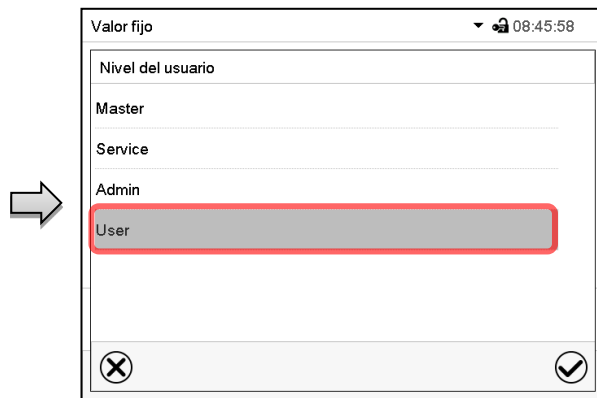 Valor fijo 08:45:58
Nivel del usuario
Master
Service
Admin
User